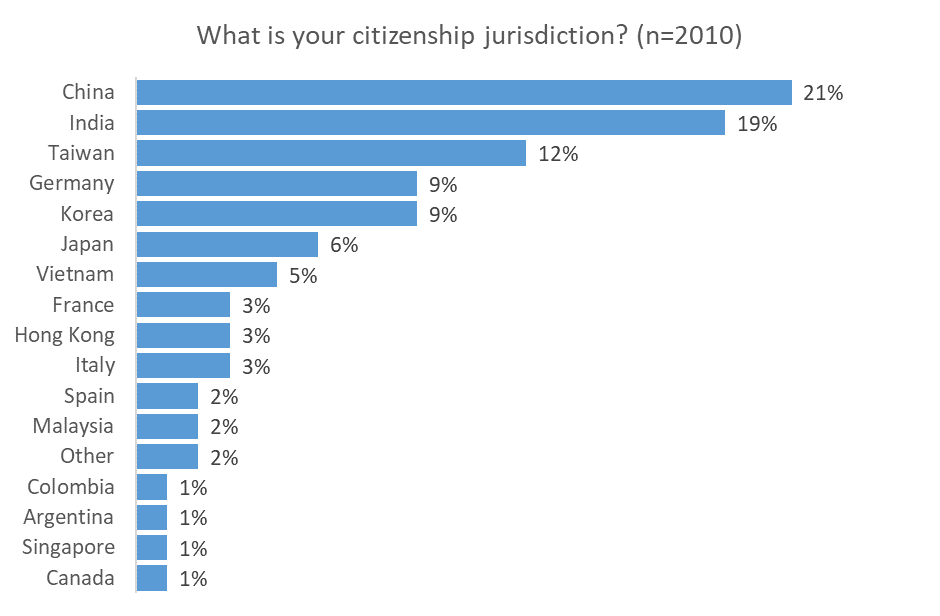 What is your citizenship jurisdiction? (n=2010)
China 21%
India 19%
Taiwan 12%
Germany 9%
Korea 9%
Japan 6%
Vietnam 5%
France 3%
Hong Kong 3%
Italy 3%
Spain 2%
Malaysia 2%
Other 2%
Colombia 1%
Argentina 1%
Singapore 1%
Canada 1%